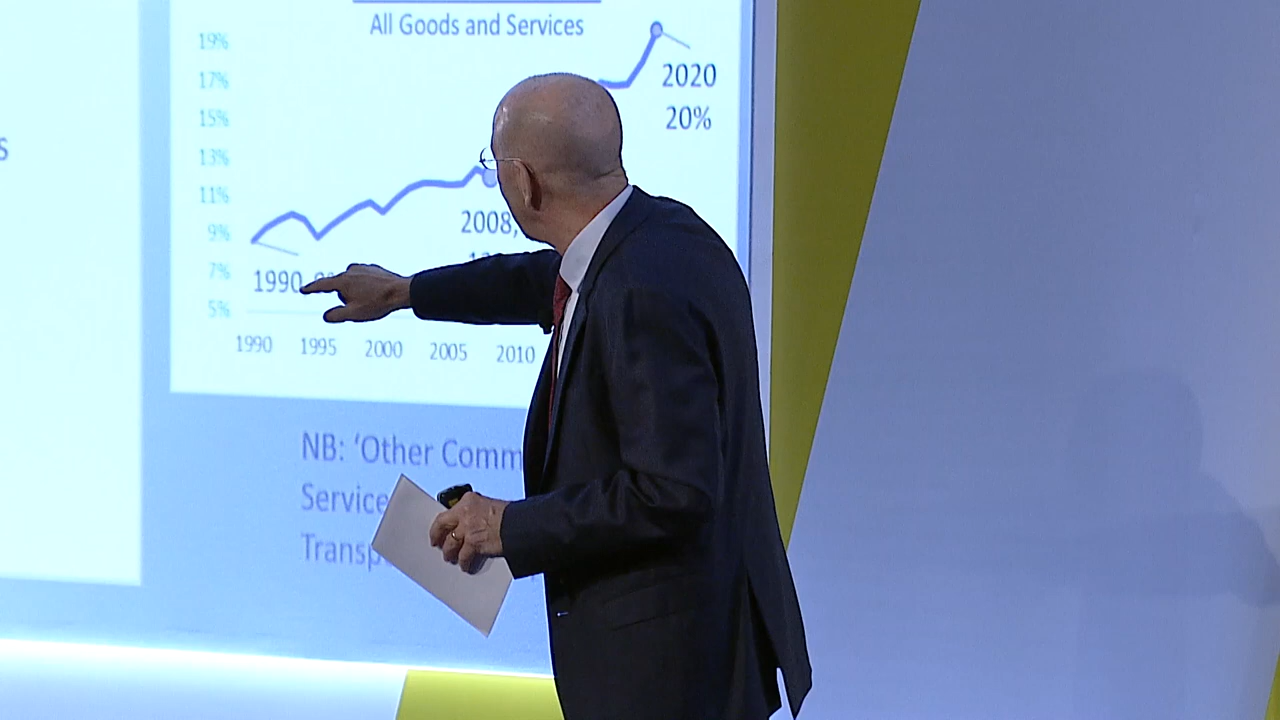 s
All Goods and Services
19%
17%
15%
13%
11%
9%
7%
5%
2020
20%
2008,
1990
1990 1995 2000 2005 2010
NB: ‘Other Comm
Service
Transp